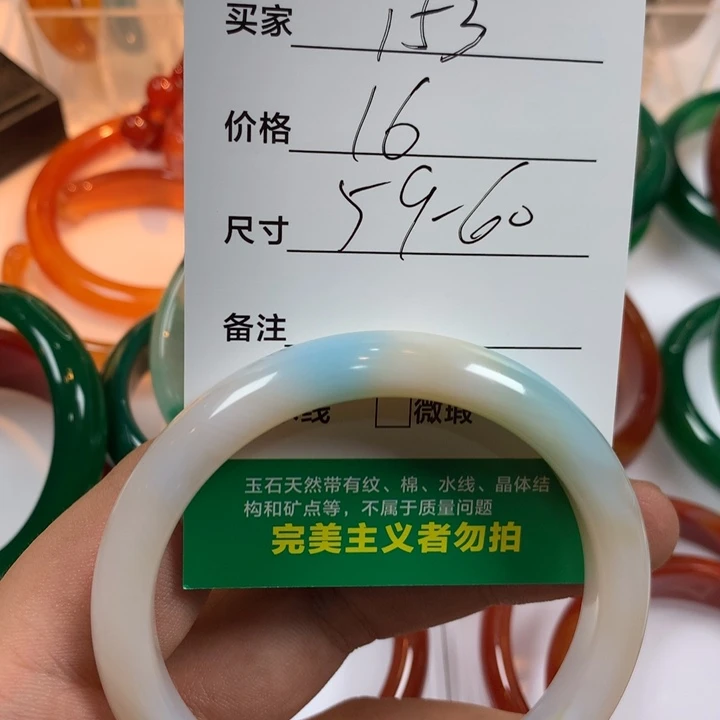 买家 153
价格 16
尺寸 59-60
备注
线 微瑕
玉石天然带有纹、棉、水线、晶体结
构和矿点等，不属于质量问题
完美主义者勿拍